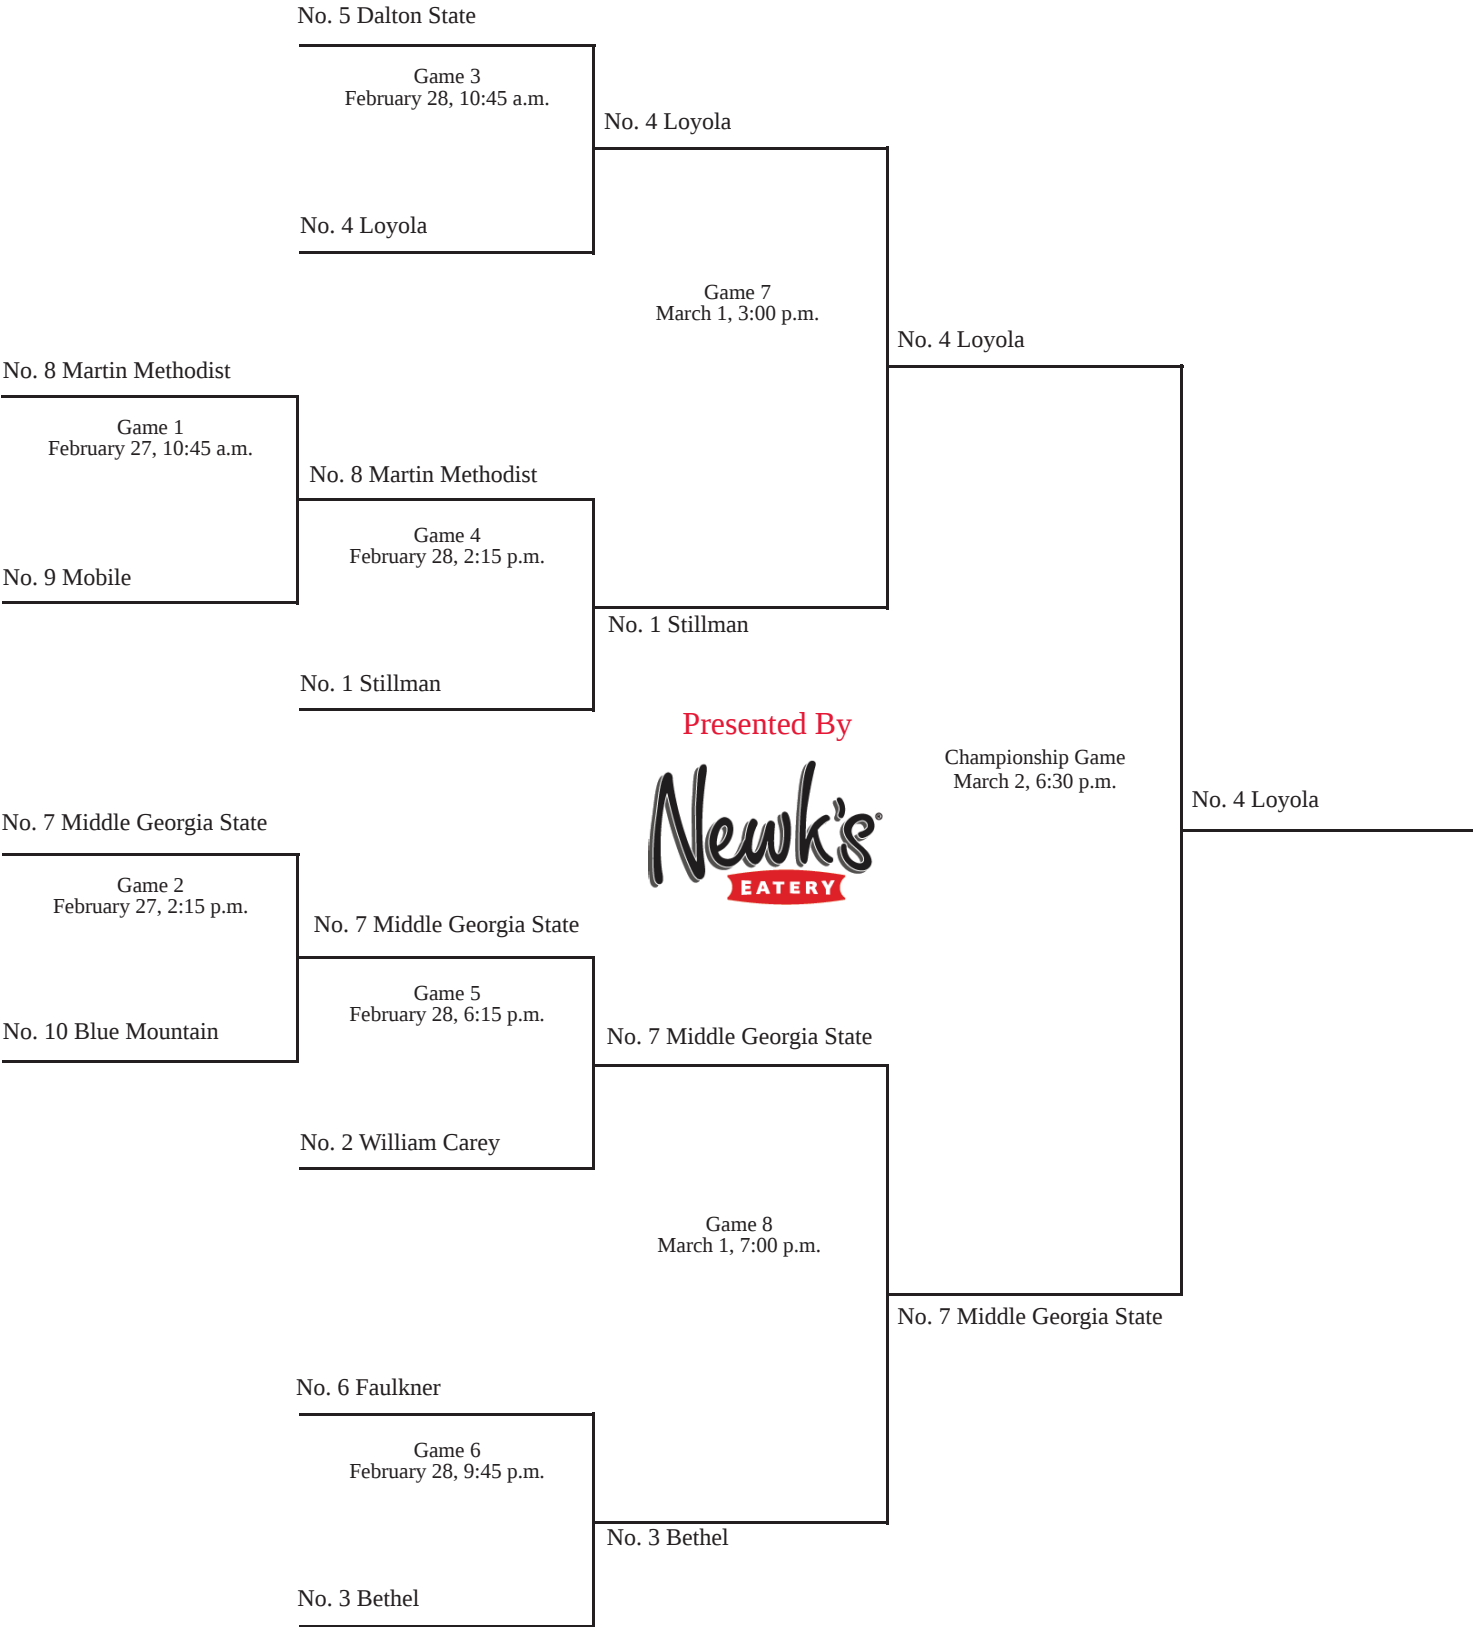 No. 5 Dalton State
Game 3
February 28, 10:45 a.m.
No. 4 Loyola
No. 4 Loyola
Game 7
March 1, 3:00 p.m.
No. 4 Loyola
No. 8 Martin Methodist
Game 1
February 27, 10:45 a.m.
No. 8 Martin Methodist
Game 4
February 28, 2:15 p.m.
No. 9 Mobile
No. 1 Stillman
No. 1 Stillman
Presented By
Newk's®
EATERY
Championship Game
March 2, 6:30 p.m.
No. 4 Loyola
No. 7 Middle Georgia State
Game 2
February 27, 2:15 p.m.
No. 7 Middle Georgia State
Game 5
February 28, 6:15 p.m.
No. 10 Blue Mountain
No. 7 Middle Georgia State
No. 2 William Carey
Game 8
March 1, 7:00 p.m.
No. 7 Middle Georgia State
No. 6 Faulkner
Game 6
February 28, 9:45 p.m.
No. 3 Bethel
No. 3 Bethel